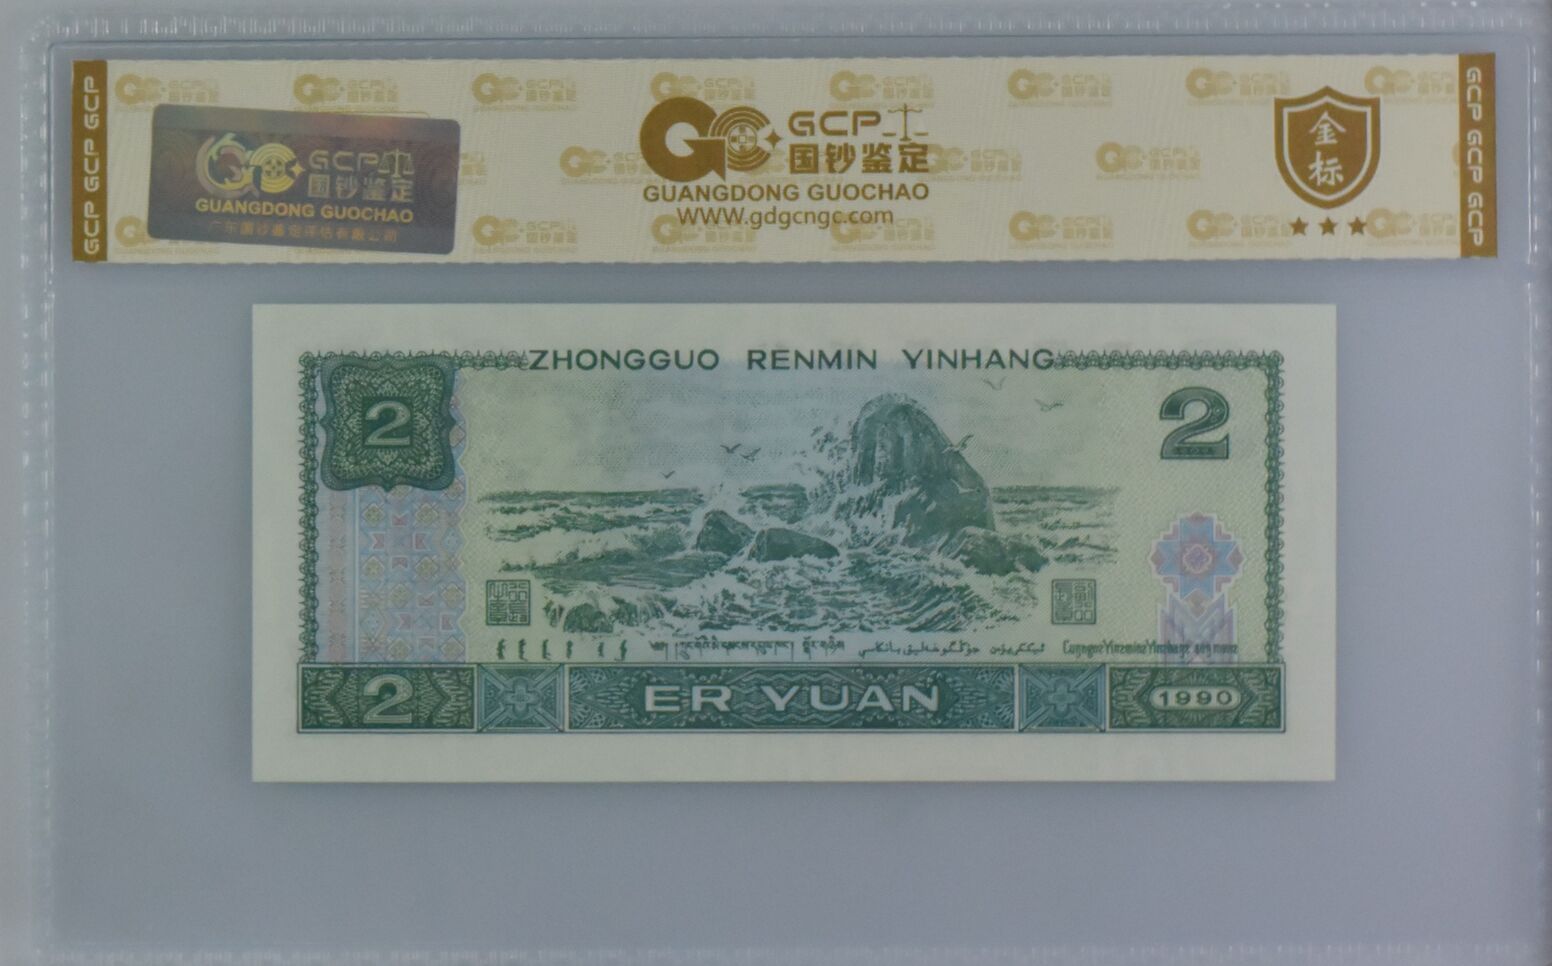 GCP GCP GCP
GCP
国钞鉴定
GUANGDONG GUOCHAO
广东国钞鉴定评估有限公司
GCP
国钞鉴定
GUANGDONG GUOCHAO
WWW.gdgcngc.com
金
标
GCP GCP GCP
ZHONGGUO RENMIN YINHANG
2
2
2
ER YUAN
1990